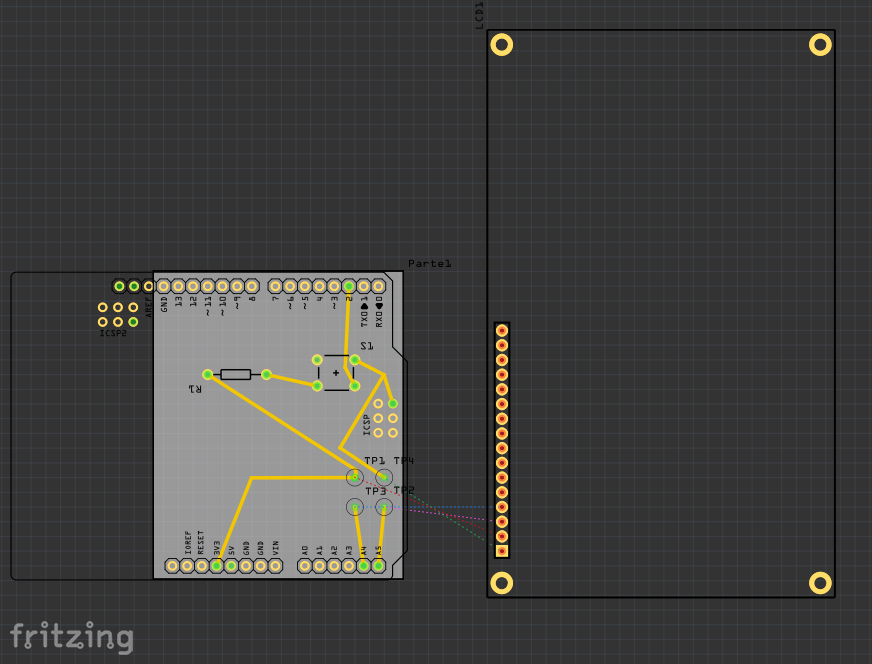 LCD1
Parte1
AREF
GND
13
12
~11
~10
~9
8
7
~6
~5
4
~3
2
TX0▶1
RX0◀0
ICSP2
S1
+
R1
ICSP
TP1 TP4
TP3 TP2
IOREF
RESET
3V3
5V
GND
GND
VIN
A0
A1
A2
A3
A4
A5
fritzing